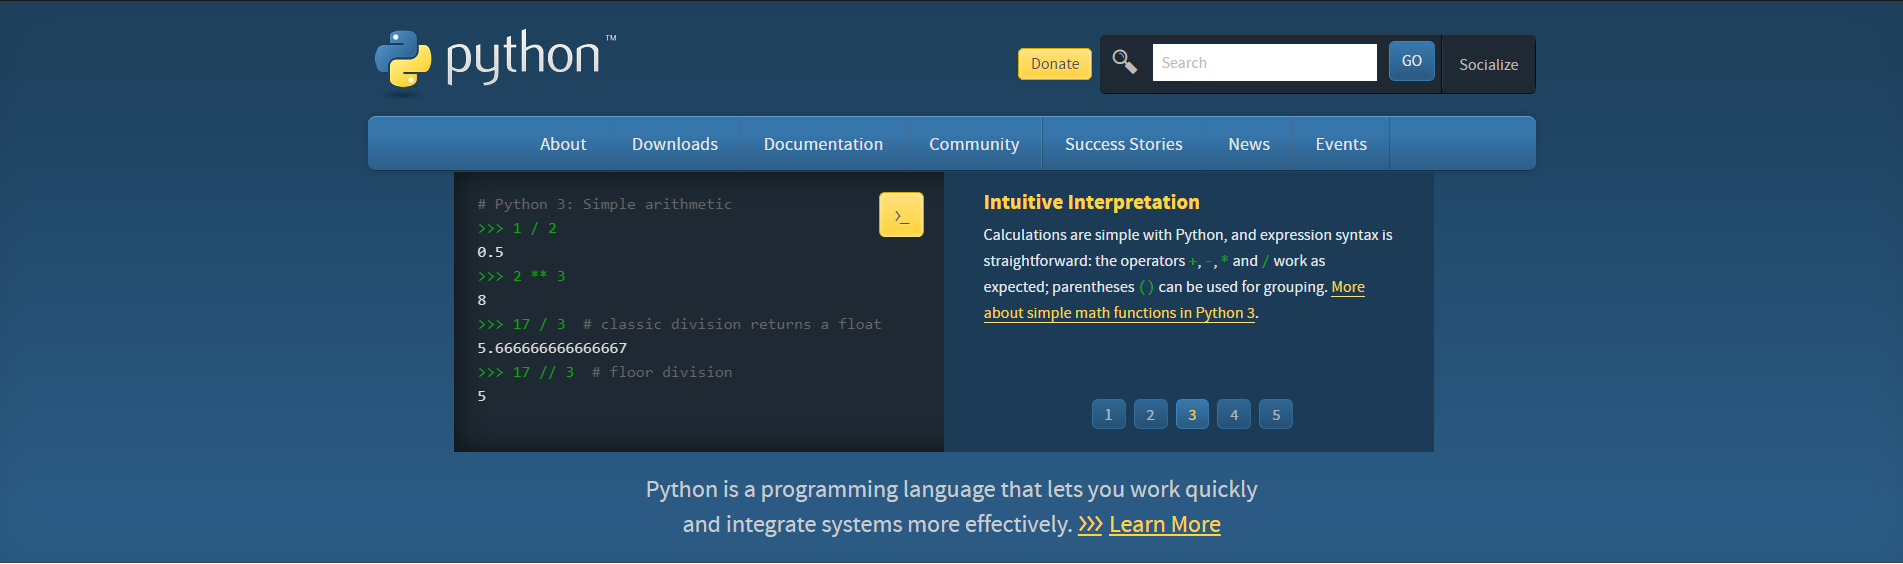 python™
Donate
Search
GO
Socialize
About Downloads Documentation Community Success Stories News Events
# Python 3: Simple arithmetic
>>> 1 / 2
0.5
>>> 2 ** 3
8
>>> 17 / 3  # classic division returns a float
5.666666666666667
>>> 17 // 3  # floor division
5
>_
Intuitive Interpretation
Calculations are simple with Python, and expression syntax is
straightforward: the operators +, -, * and / work as
expected; parentheses () can be used for grouping. More
about simple math functions in Python 3.
1 2 3 4 5
Python is a programming language that lets you work quickly
and integrate systems more effectively. >>> Learn More